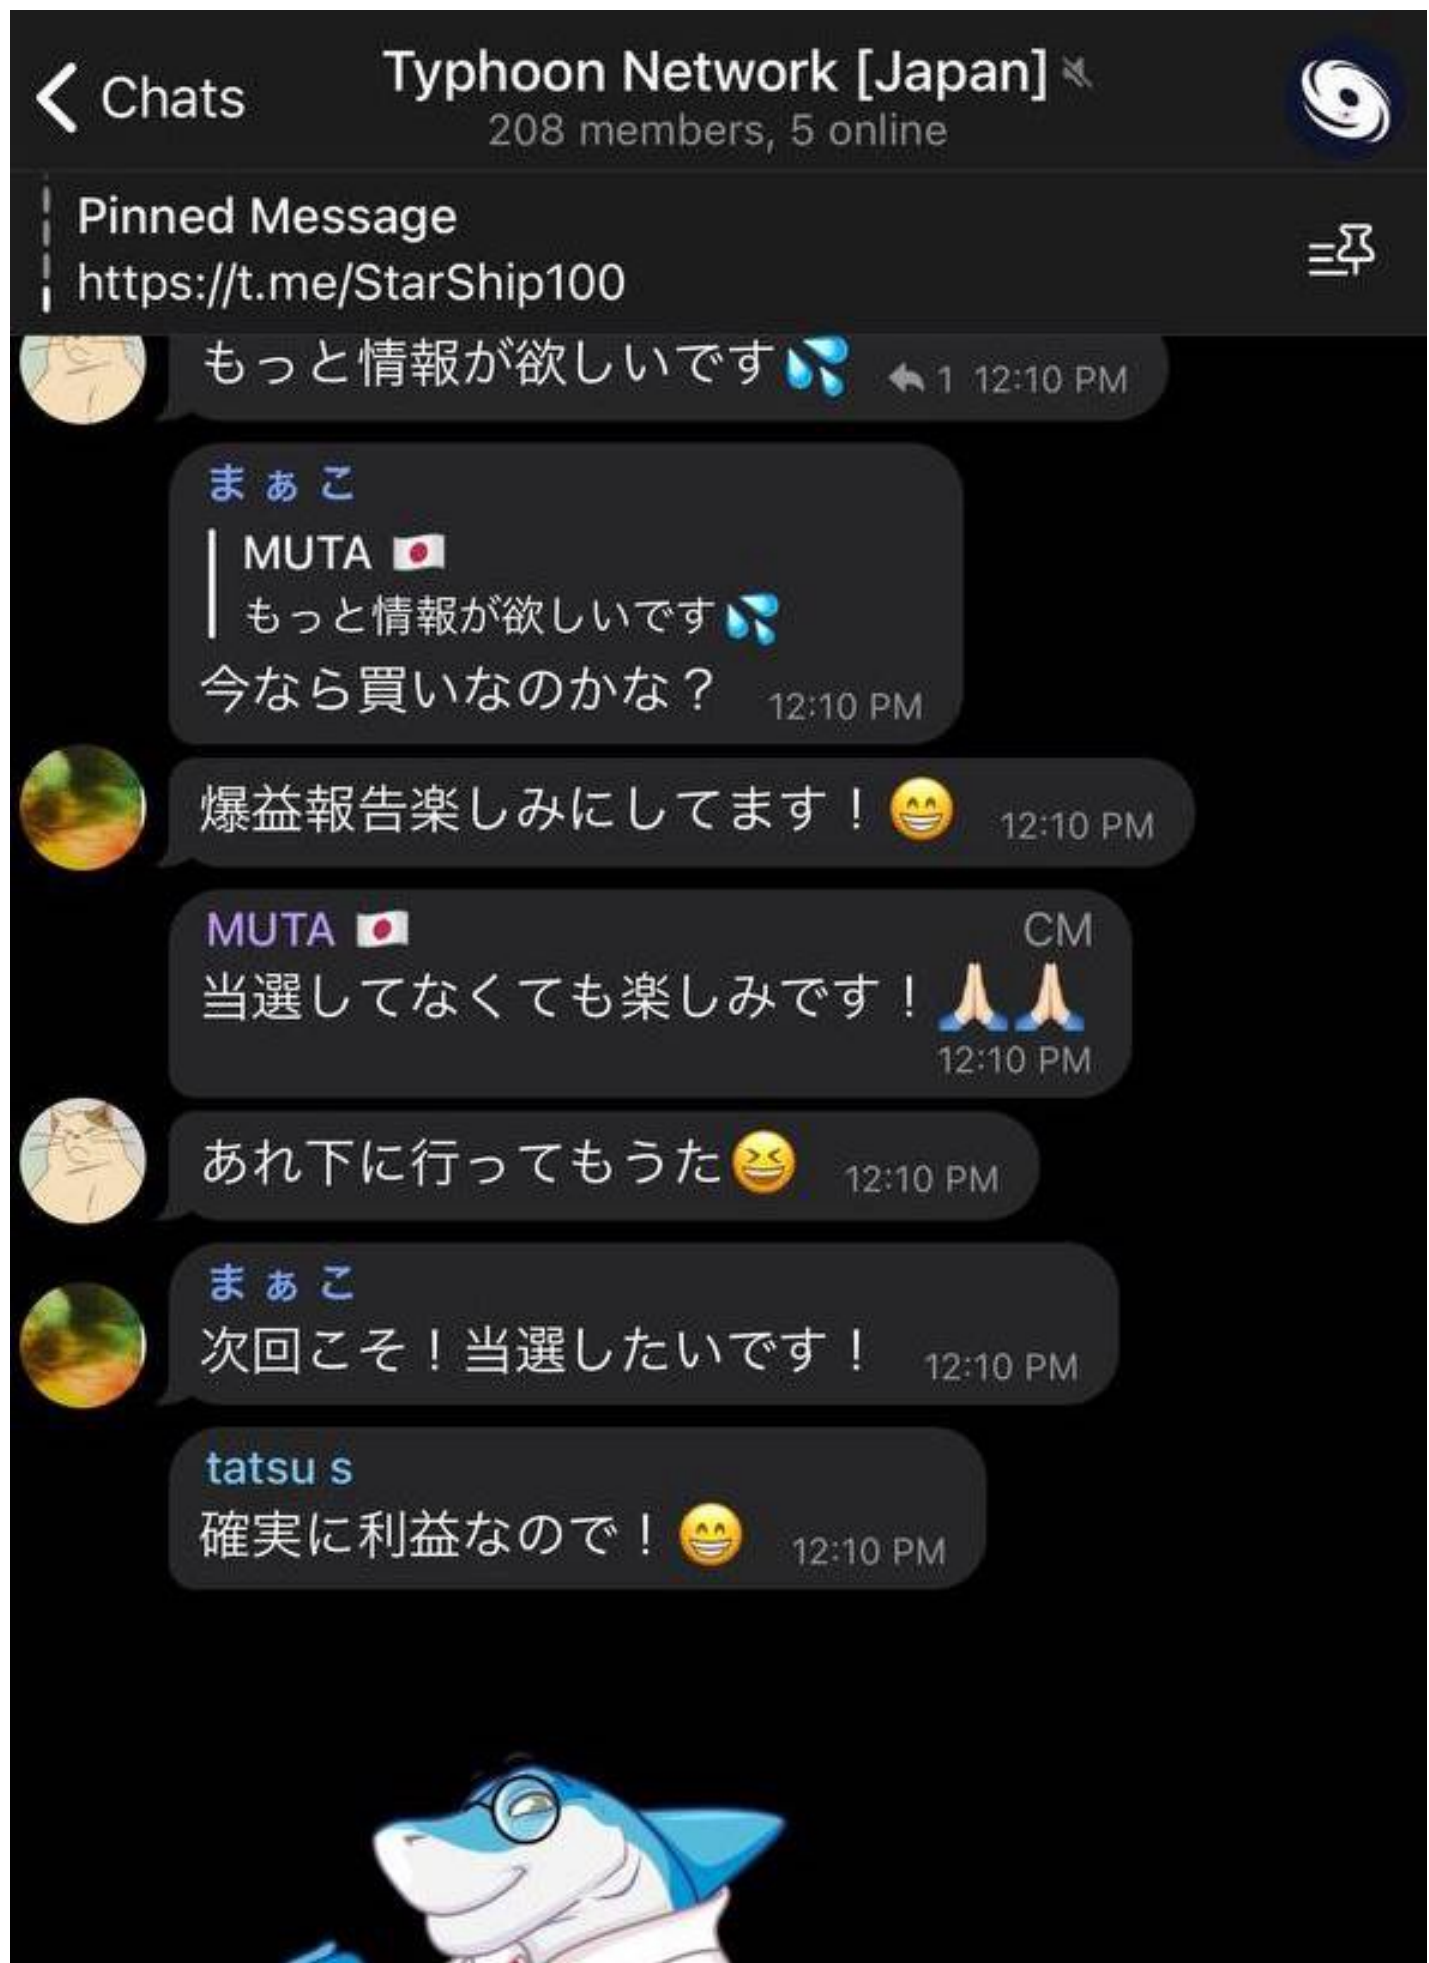 Chats
Typhoon Network [Japan]
208 members, 5 online
Pinned Message
https://t.me/StarShip100
もっと情報が欲しいです💦 1 12:10 PM
まぁこ
MUTA 🇯🇵
もっと情報が欲しいです💦
今なら買いなのかな？ 12:10 PM
爆益報告楽しみにしてます！😁 12:10 PM
MUTA 🇯🇵 CM
当選してなくても楽しみです！🙏🏻🙏🏻
12:10 PM
あれ下に行ってもうた😆 12:10 PM
まぁこ
次回こそ！当選したいです！ 12:10 PM
tatsu s
確実に利益なので！😁 12:10 PM